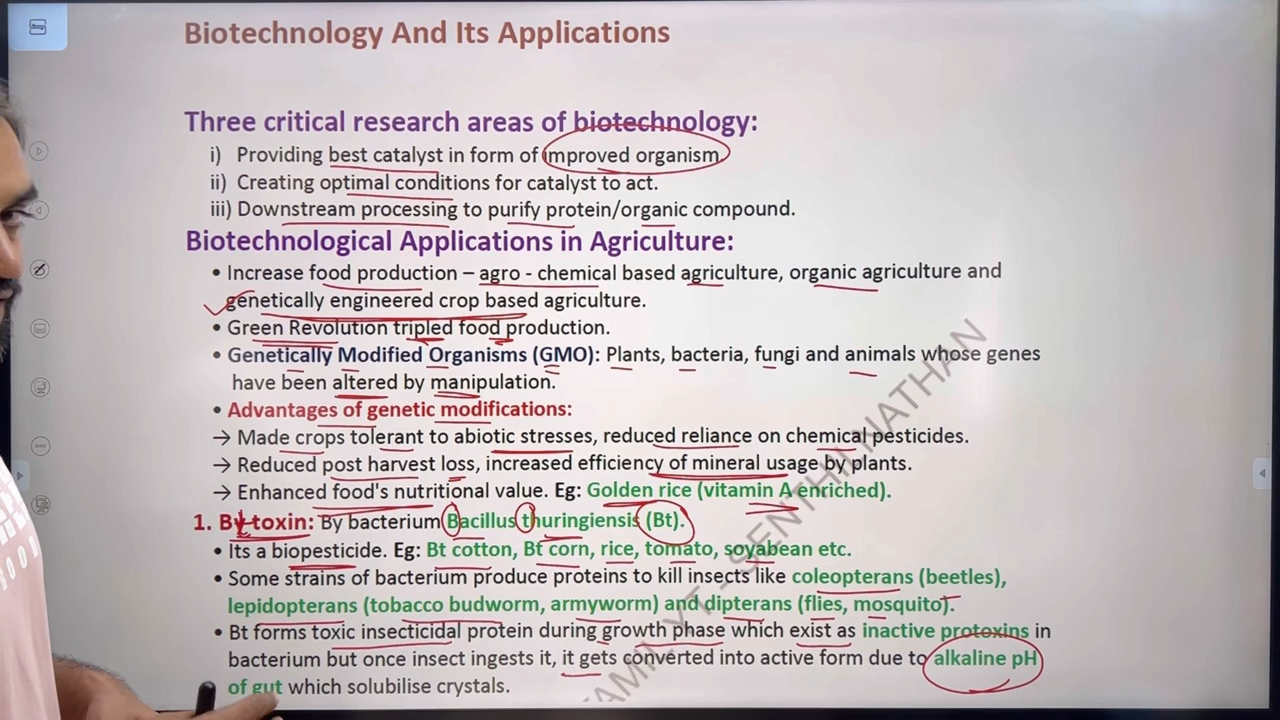 Biotechnology And Its Applications
Three critical research areas of biotechnology:
i) Providing best catalyst in form of improved organism.
ii) Creating optimal conditions for catalyst to act.
iii) Downstream processing to purify protein/organic compound.
Biotechnological Applications in Agriculture:
• Increase food production – agro - chemical based agriculture, organic agriculture and
genetically engineered crop based agriculture.
• Green Revolution tripled food production.
• Genetically Modified Organisms (GMO): Plants, bacteria, fungi and animals whose genes
have been altered by manipulation.
• Advantages of genetic modifications:
→ Made crops tolerant to abiotic stresses, reduced reliance on chemical pesticides.
→ Reduced post harvest loss, increased efficiency of mineral usage by plants.
→ Enhanced food's nutritional value. Eg: Golden rice (vitamin A enriched).
1. Bt toxin: By bacterium Bacillus thuringiensis (Bt).
• Its a biopesticide. Eg: Bt cotton, Bt corn, rice, tomato, soyabean etc.
• Some strains of bacterium produce proteins to kill insects like coleopterans (beetles),
lepidopterans (tobacco budworm, armyworm) and dipterans (flies, mosquito).
• Bt forms toxic insecticidal protein during growth phase which exist as inactive protoxins in
bacterium but once insect ingests it, it gets converted into active form due to alkaline pH
of gut which solubilise crystals.
TAMIL YT - SENTHILNATHAN